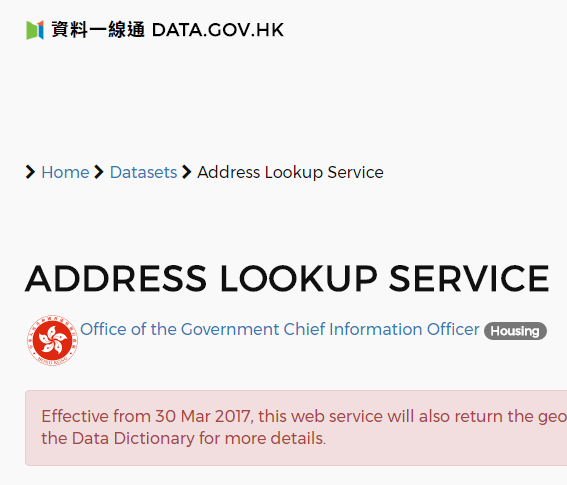 資料一線通 DATA.GOV.HK
Home Datasets Address Lookup Service
ADDRESS LOOKUP SERVICE
Office of the Government Chief Information Officer Housing
Effective from 30 Mar 2017, this web service will also return the geo
the Data Dictionary for more details.